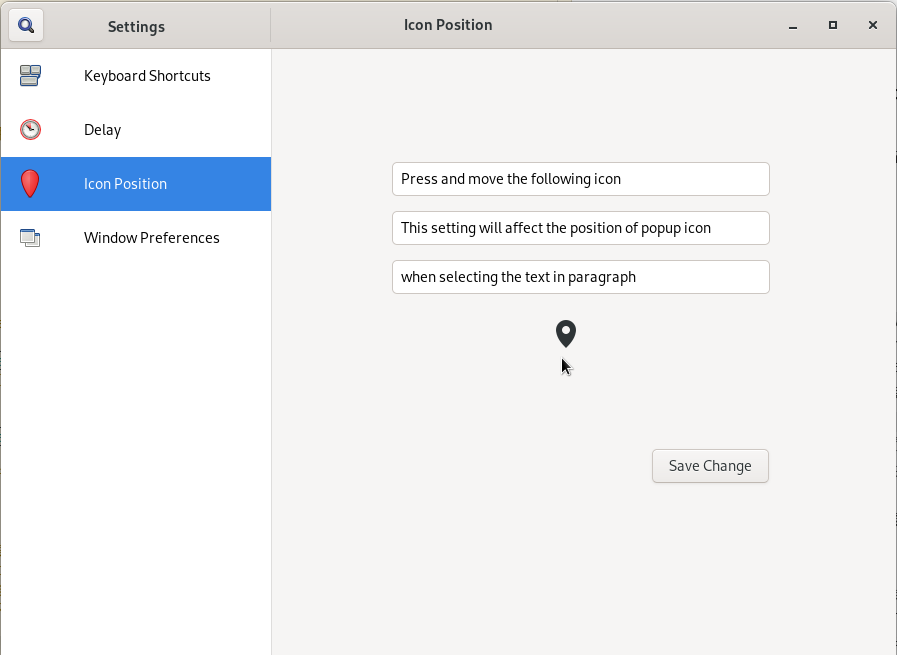 Settings
Icon Position
Keyboard Shortcuts
Delay
Icon Position
Window Preferences
Press and move the following icon
This setting will affect the position of popup icon
when selecting the text in paragraph
Save Change